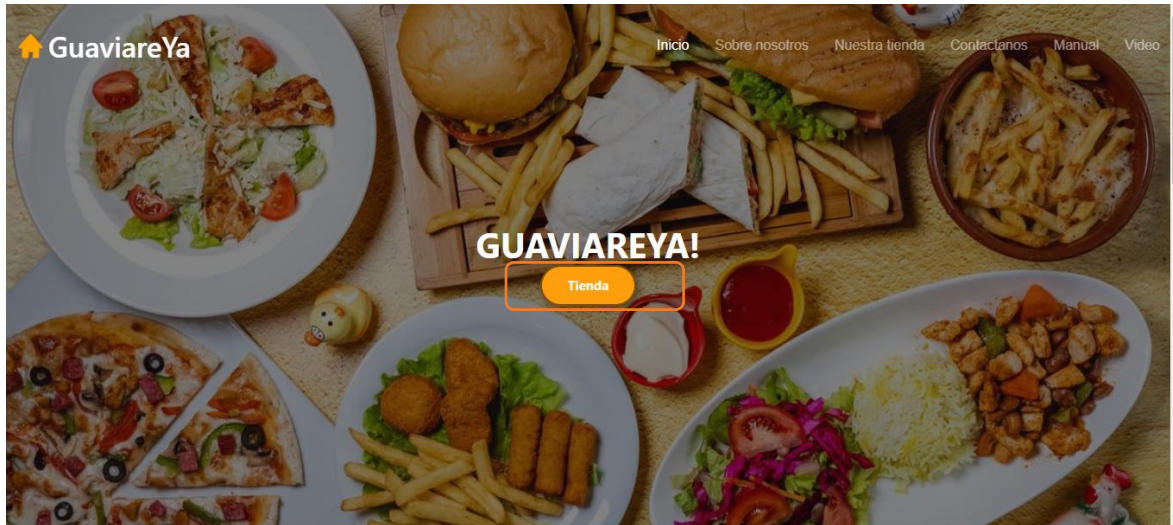 GuaviareYa
Inicio Sobre nosotros Nuestra tienda Contactanos Manual Video
GUAVIAREYA!
Tienda